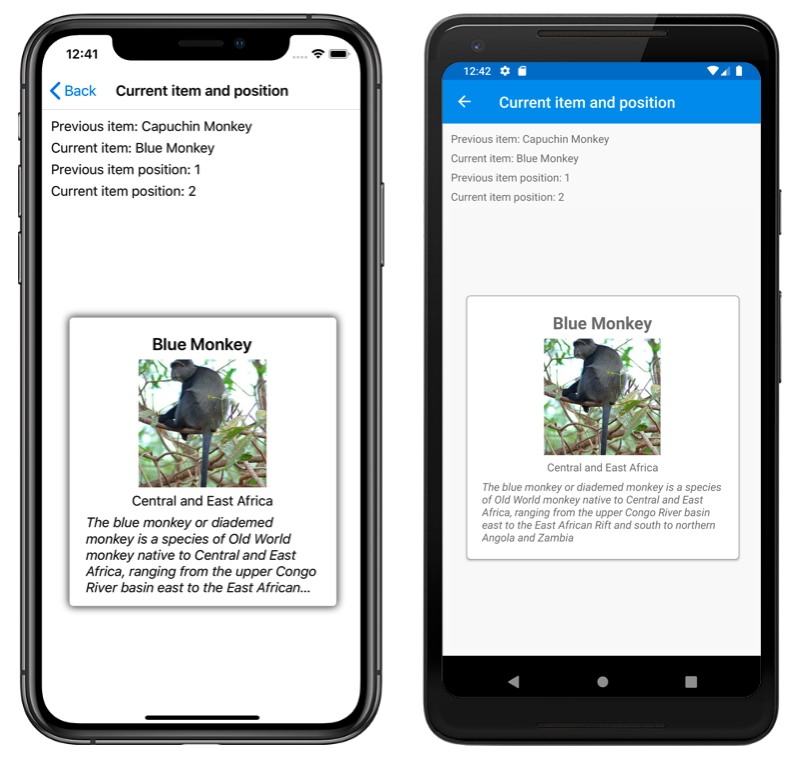 12:41
Back
Current item and position
Previous item: Capuchin Monkey
Current item: Blue Monkey
Previous item position: 1
Current item position: 2
Blue Monkey
Central and East Africa
The blue monkey or diademed
monkey is a species of Old World
monkey native to Central and East
Africa, ranging from the upper Congo
River basin east to the East African...
12:42
Current item and position
Previous item: Capuchin Monkey
Current item: Blue Monkey
Previous item position: 1
Current item position: 2
Blue Monkey
Central and East Africa
The blue monkey or diademed monkey is a species
of Old World monkey native to Central and East
Africa, ranging from the upper Congo River basin
east to the East African Rift and south to northern
Angola and Zambia